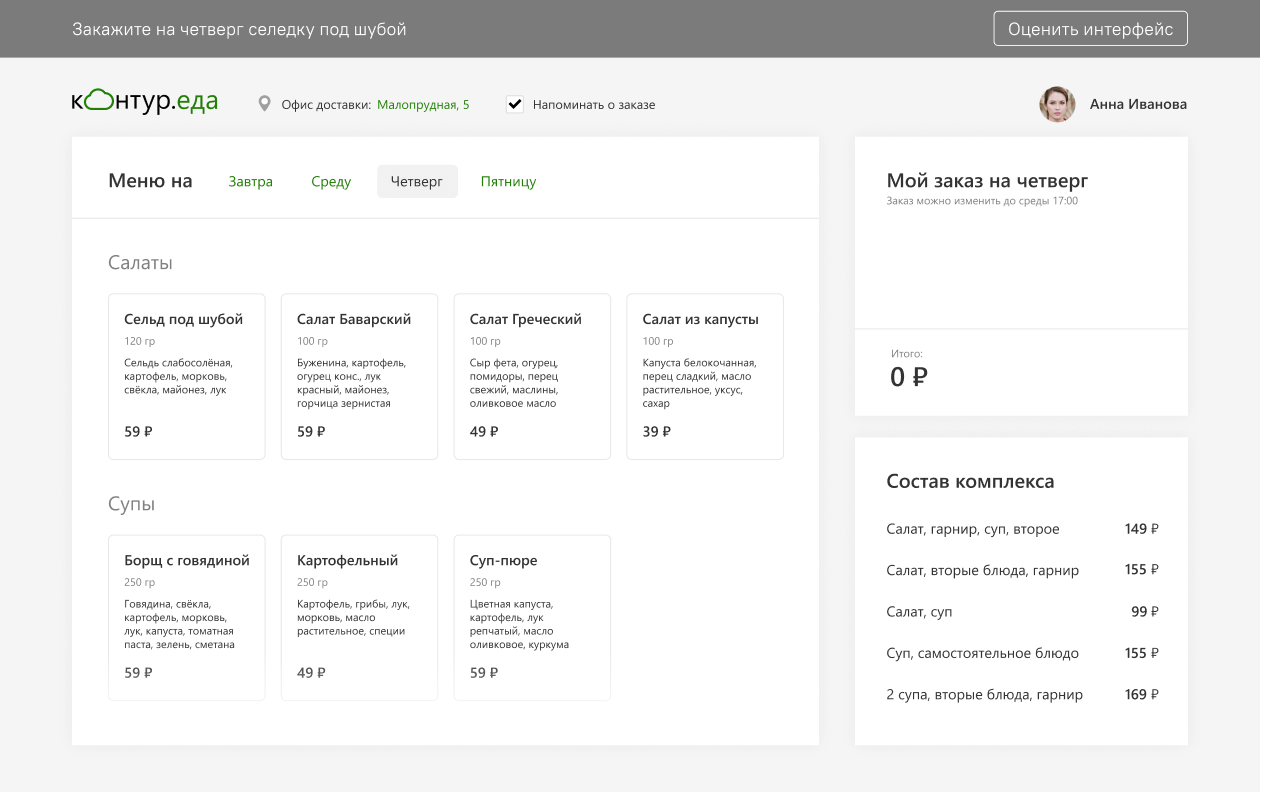 Закажите на четверг селедку под шубой
Оценить интерфейс
контур.еда
Офис доставки: Малопрудная, 5
Напоминать о заказе
Анна Иванова
Меню на
Завтра
Среду
Четверг
Пятницу
Салаты
Сельд под шубой
120 гр
Сельдь слабосолёная,
картофель, морковь,
свёкла, майонез, лук
59 ₽
Салат Баварский
100 гр
Буженина, картофель,
огурец конс., лук
красный, майонез,
горчица зернистая
59 ₽
Салат Греческий
100 гр
Сыр фета, огурец,
помидоры, перец
свежий, маслины,
оливковое масло
49 ₽
Салат из капусты
100 гр
Капуста белокочанная,
перец сладкий, масло
растительное, уксус,
сахар
39 ₽
Супы
Борщ с говядиной
250 гр
Говядина, свёкла,
картофель, морковь,
лук, капуста, томатная
паста, зелень, сметана
59 ₽
Картофельный
250 гр
Картофель, грибы, лук,
морковь, масло
растительное, специи
49 ₽
Суп-пюре
250 гр
Цветная капуста,
картофель, лук
репчатый, масло
оливковое, куркума
59 ₽
Мой заказ на четверг
Заказ можно изменить до среды 17:00
Итого:
0 ₽
Состав комплекса
Салат, гарнир, суп, второе 149 ₽
Салат, вторые блюда, гарнир 155 ₽
Салат, суп 99 ₽
Суп, самостоятельное блюдо 155 ₽
2 супа, вторые блюда, гарнир 169 ₽